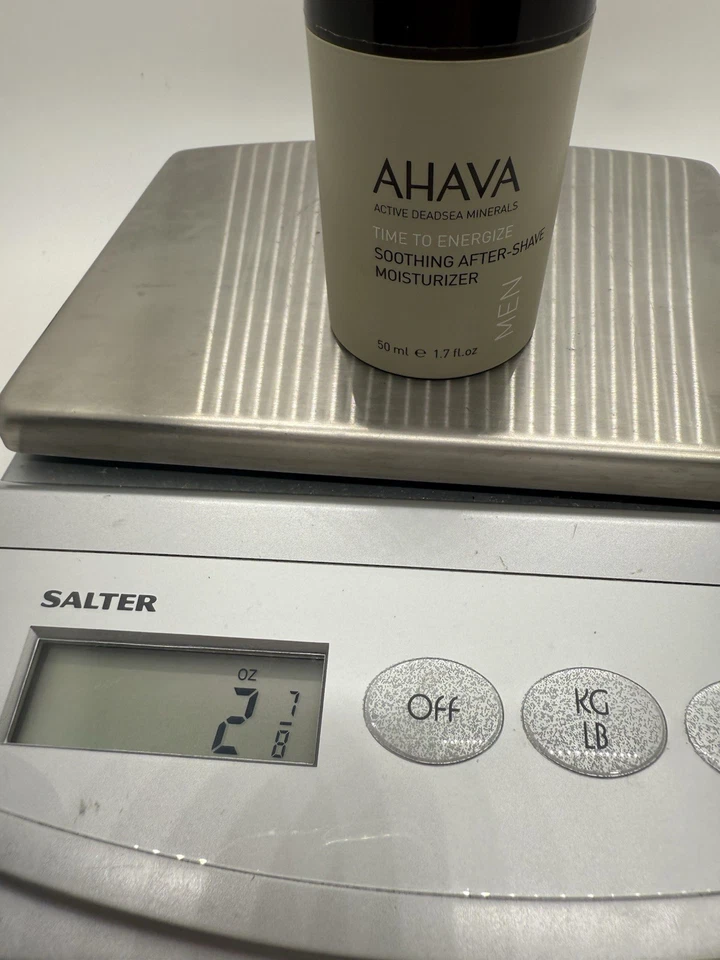 AHAVA
ACTIVE DEADSEA MINERALS
TIME TO ENERGIZE
SOOTHING AFTER-SHAVE
MOISTURIZER
MEN
50 ml e 1.7 fl.oz
SALTER
OZ
2 7/8
Off
KG
LB